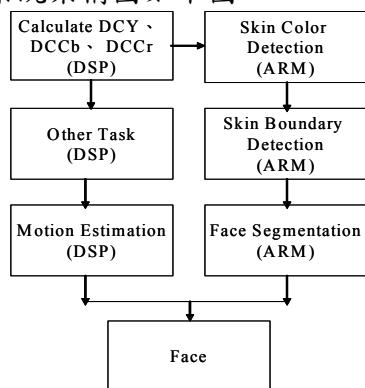 Calculate DCY、
DCCb、DCCr
(DSP)
Skin Color
Detection
(ARM)
Other Task
(DSP)
Skin Boundary
Detection
(ARM)
Motion Estimation
(DSP)
Face Segmentation
(ARM)
Face